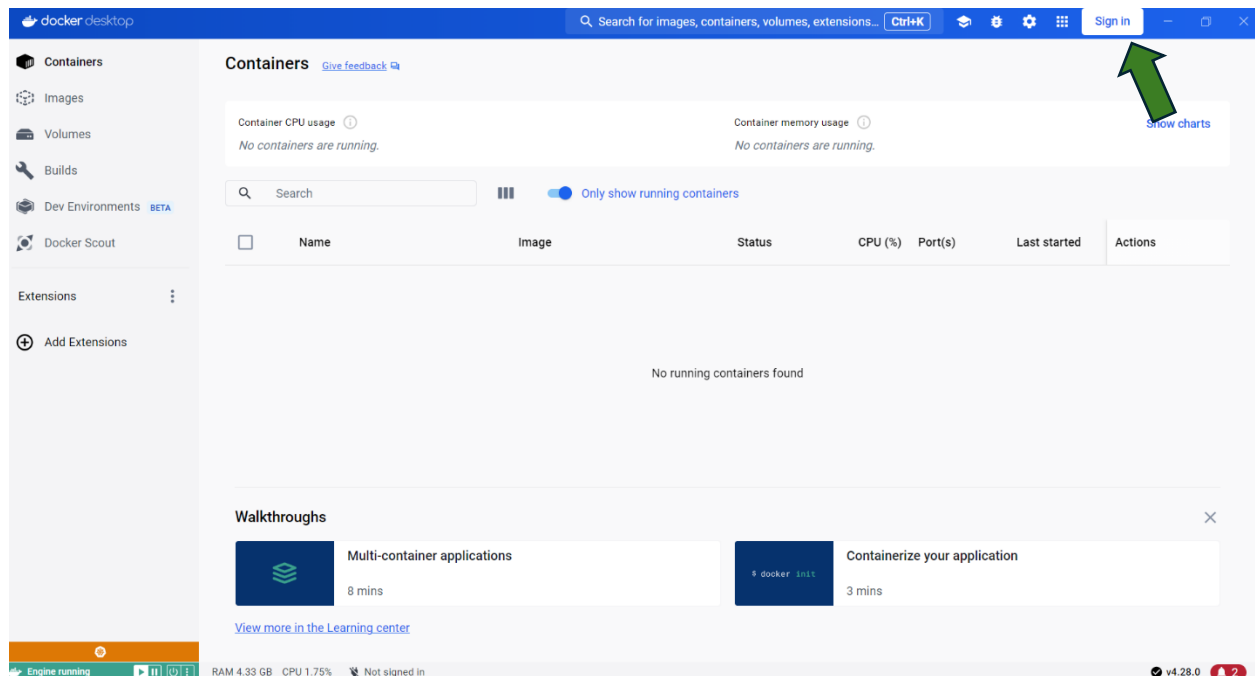 docker desktop
Search for images, containers, volumes, extensions... Ctrl+K
Sign in
Containers
Images
Volumes
Builds
Dev Environments BETA
Docker Scout
Extensions
Add Extensions
Containers Give feedback
Container CPU usage
No containers are running.
Container memory usage
No containers are running.
Show charts
Search
Only show running containers
Name Image Status CPU (%) Port(s) Last started Actions
No running containers found
Walkthroughs
Multi-container applications
8 mins
$ docker init
Containerize your application
3 mins
View more in the Learning center
Engine running
RAM 4.33 GB CPU 1.75% Not signed in
v4.28.0 2